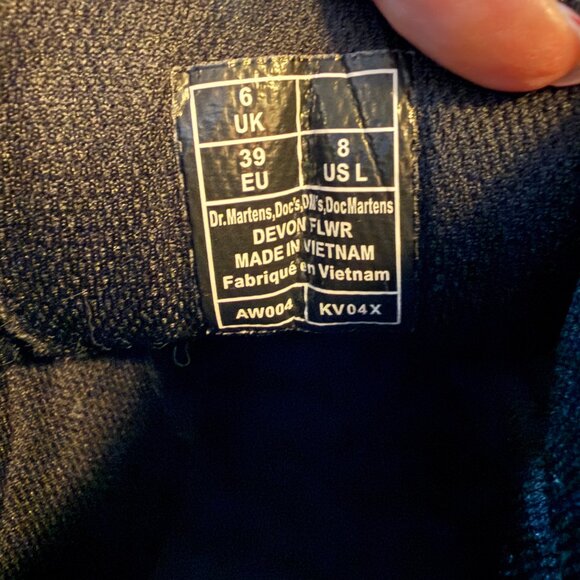 6
UK
39
EU
8
US L
Dr.Martens,Doc's,DM's,DocMartens
DEVON FLWR
MADE IN VIETNAM
Fabriqué en Vietnam
AW004 KV04X